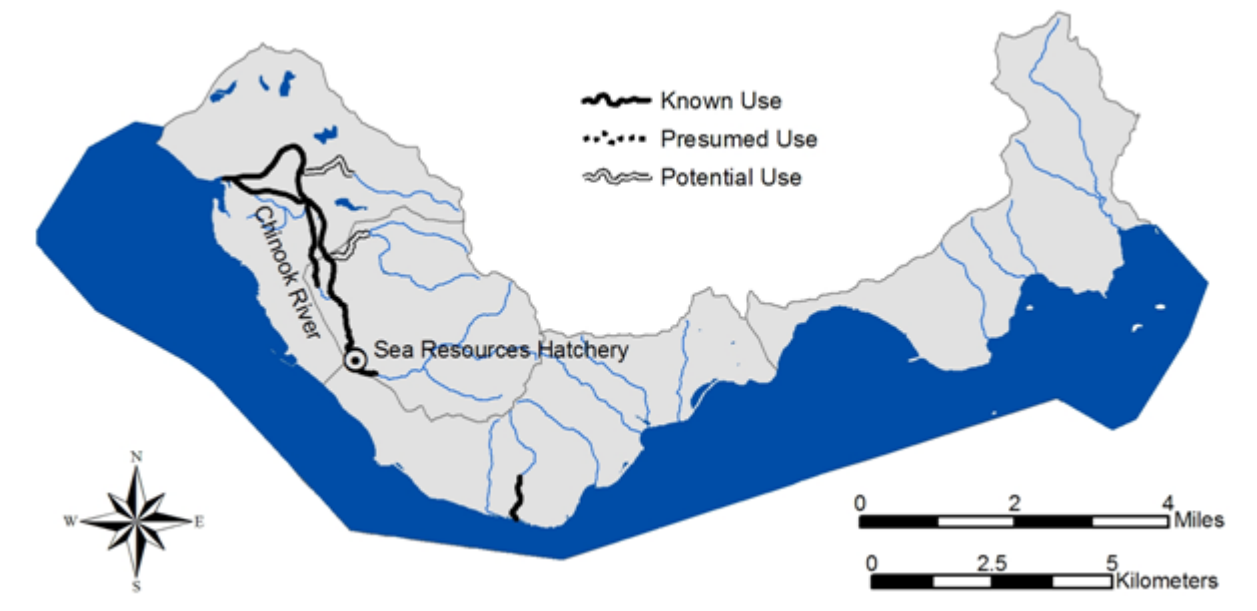 Known Use
Presumed Use
Potential Use
Chinook River
Sea Resources Hatchery
N
W E
S
0 2 4
Miles
0 2.5 5
Kilometers